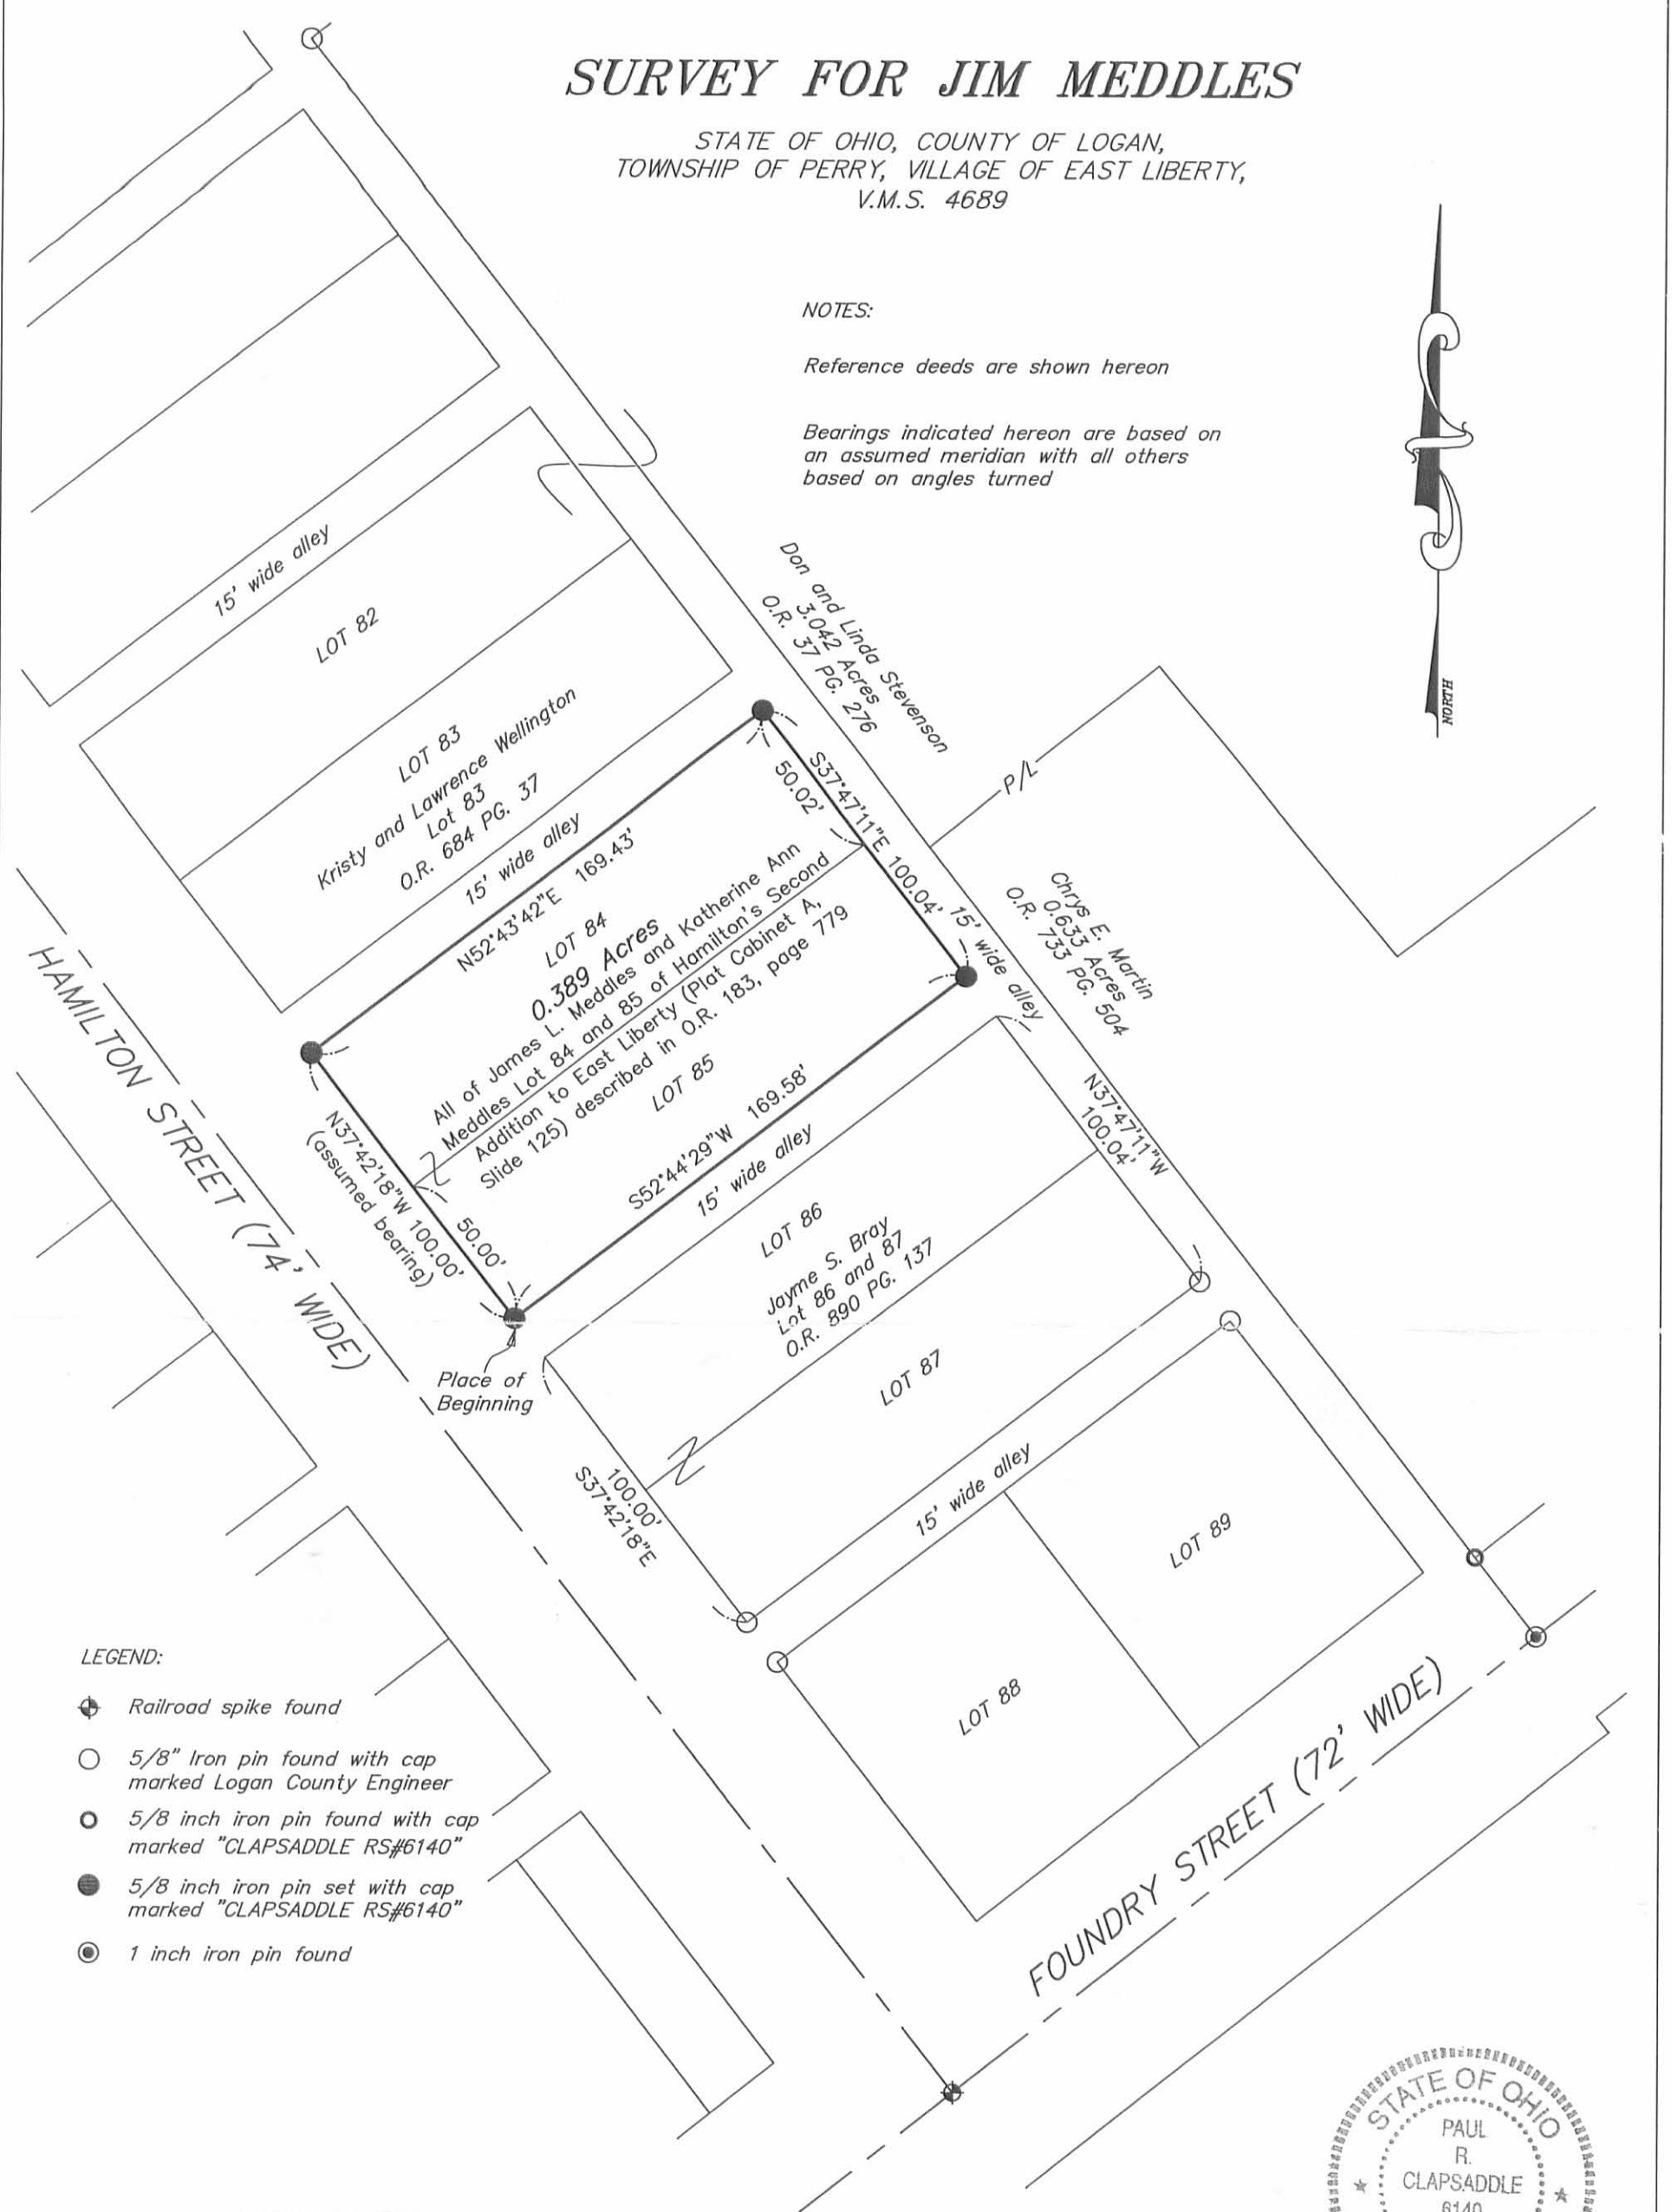 SURVEY FOR JIM MEDDLES
STATE OF OHIO, COUNTY OF LOGAN,
TOWNSHIP OF PERRY, VILLAGE OF EAST LIBERTY,
V.M.S. 4689
NOTES:
Reference deeds are shown hereon
Bearings indicated hereon are based on
an assumed meridian with all others
based on angles turned
NORTH
15' wide alley
LOT 82
Don and Linda Stevenson
3.042 Acres
O.R. 37 PG. 276
LOT 83
Kristy and Lawrence Wellington
Lot 83
O.R. 684 PG. 37
15' wide alley
P/L
N52°43'42"E 169.43'
50.02'
S37°47'11"E 100.04'
15' wide alley
LOT 84
0.389 Acres
All of James L. Meddles and Katherine Ann
Meddles Lot 84 and 85 of Hamilton's Second
Addition to East Liberty (Plat Cabinet A,
Slide 125) described in O.R. 183, page 779
LOT 85
Chrys E. Martin
0.633 Acres
O.R. 733 PG. 504
HAMILTON STREET (74' WIDE)
N37°42'18"W 100.00'
(assumed bearing)
50.00'
S52°44'29"W 169.58'
15' wide alley
N37°47'11"W
100.04'
Place of
Beginning
LOT 86
Jayme S. Bray
Lot 86 and 87
O.R. 890 PG. 137
LOT 87
100.00'
S37°42'18"E
15' wide alley
LOT 89
LOT 88
FOUNDRY STREET (72' WIDE)
LEGEND:
Railroad spike found
5/8" Iron pin found with cap
marked Logan County Engineer
5/8 inch iron pin found with cap
marked "CLAPSADDLE RS#6140"
5/8 inch iron pin set with cap
marked "CLAPSADDLE RS#6140"
1 inch iron pin found
STATE OF OHIO
PAUL
R.
CLAPSADDLE
6140